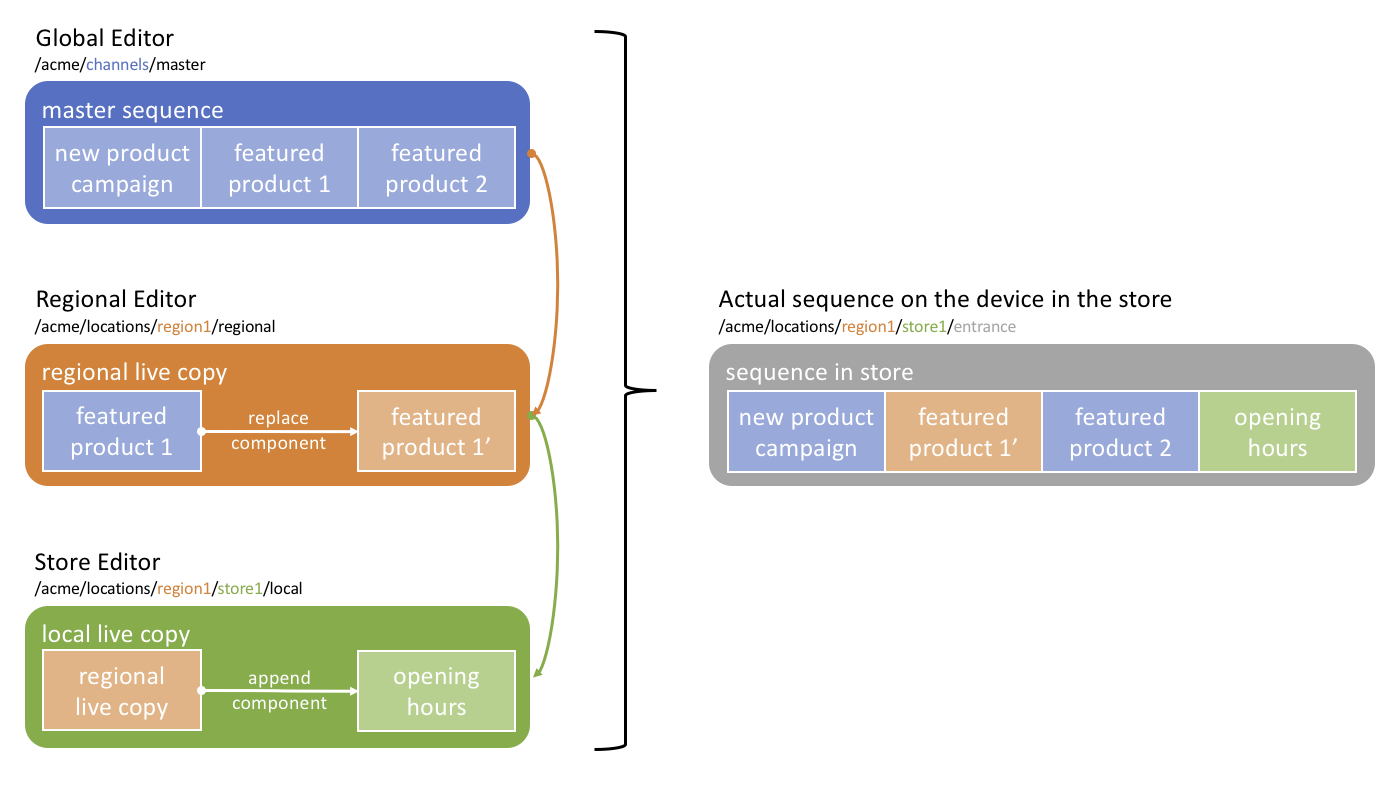 Global Editor
/acme/channels/master
master sequence
new product
campaign
featured
product 1
featured
product 2
Regional Editor
/acme/locations/region1/regional
regional live copy
featured
product 1
replace
component
featured
product 1’
Store Editor
/acme/locations/region1/store1/local
local live copy
regional
live copy
append
component
opening
hours
Actual sequence on the device in the store
/acme/locations/region1/store1/entrance
sequence in store
new product
campaign
featured
product 1’
featured
product 2
opening
hours